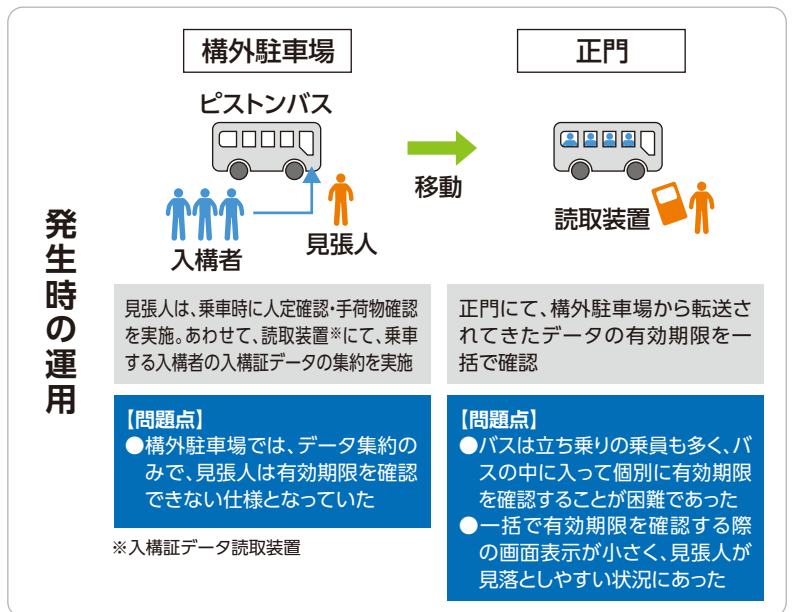 発生時の運用
構外駐車場
ピストンバス
入構者
見張人
移動
正門
読取装置
見張人は、乗車時に人定確認・手荷物確認
を実施。あわせて、読取装置※にて、乗車
する入構者の入構証データの集約を実施
正門にて、構外駐車場から転送さ
れてきたデータの有効期限を一
括で確認
【問題点】
●構外駐車場では、データ集約の
みで、見張人は有効期限を確認
できない仕様となっていた
※入構証データ読取装置
【問題点】
●バスは立ち乗りの乗員も多く、バ
スの中に入って個別に有効期限
を確認することが困難であった
●一括で有効期限を確認する際
の画面表示が小さく、見張人が
見落としやすい状況にあった